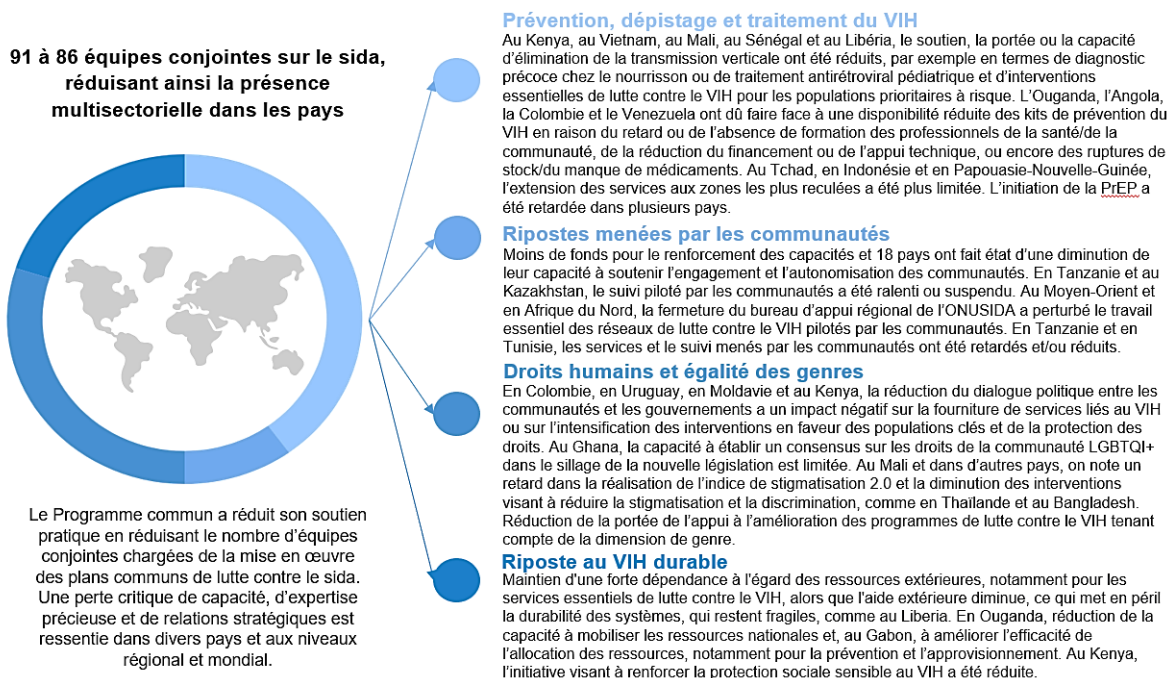 91 à 86 équipes conjointes sur le sida,
réduisant ainsi la présence
multisectorielle dans les pays
Le Programme commun a réduit son soutien
pratique en réduisant le nombre d’équipes
conjointes chargées de la mise en œuvre
des plans communs de lutte contre le sida.
Une perte critique de capacité, d’expertise
précieuse et de relations stratégiques est
ressentie dans divers pays et aux niveaux
régional et mondial.
Prévention, dépistage et traitement du VIH
Au Kenya, au Vietnam, au Mali, au Sénégal et au Libéria, le soutien, la portée ou la capacité
d’élimination de la transmission verticale ont été réduits, par exemple en termes de diagnostic
précoce chez le nourrisson ou de traitement antirétroviral pédiatrique et d’interventions
essentielles de lutte contre le VIH pour les populations prioritaires à risque. L’Ouganda, l’Angola,
la Colombie et le Venezuela ont dû faire face à une disponibilité réduite des kits de prévention du
VIH en raison du retard ou de l’absence de formation des professionnels de la santé/de la
communauté, de la réduction du financement ou de l’appui technique, ou encore des ruptures de
stock/du manque de médicaments. Au Tchad, en Indonésie et en Papouasie-Nouvelle-Guinée,
l’extension des services aux zones les plus reculées a été plus limitée. L’initiation de la PrEP a
été retardée dans plusieurs pays.
Ripostes menées par les communautés
Moins de fonds pour le renforcement des capacités et 18 pays ont fait état d’une diminution de
leur capacité à soutenir l’engagement et l’autonomisation des communautés. En Tanzanie et au
Kazakhstan, le suivi piloté par les communautés a été ralenti ou suspendu. Au Moyen-Orient et
en Afrique du Nord, la fermeture du bureau d’appui régional de l’ONUSIDA a perturbé le travail
essentiel des réseaux de lutte contre le VIH pilotés par les communautés. En Tanzanie et en
Tunisie, les services et le suivi menés par les communautés ont été retardés et/ou réduits.
Droits humains et égalité des genres
En Colombie, en Uruguay, en Moldavie et au Kenya, la réduction du dialogue politique entre les
communautés et les gouvernements a un impact négatif sur la fourniture de services liés au VIH
ou sur l’intensification des interventions en faveur des populations clés et de la protection des
droits. Au Ghana, la capacité à établir un consensus sur les droits de la communauté LGBTQI+
dans le sillage de la nouvelle législation est limitée. Au Mali et dans d’autres pays, on note un
retard dans la réalisation de l’indice de stigmatisation 2.0 et la diminution des interventions
visant à réduire la stigmatisation et la discrimination, comme en Thaïlande et au Bangladesh.
Réduction de la portée de l’appui à l’amélioration des programmes de lutte contre le VIH tenant
compte de la dimension de genre.
Riposte au VIH durable
Maintien d'une forte dépendance à l'égard des ressources extérieures, notamment pour les
services essentiels de lutte contre le VIH, alors que l'aide extérieure diminue, ce qui met en péril
la durabilité des systèmes, qui restent fragiles, comme au Liberia. En Ouganda, réduction de la
capacité à mobiliser les ressources nationales et, au Gabon, à améliorer l’efficacité de
l’allocation des ressources, notamment pour la prévention et l’approvisionnement. Au Kenya,
l’initiative visant à renforcer la protection sociale sensible au VIH a été réduite.